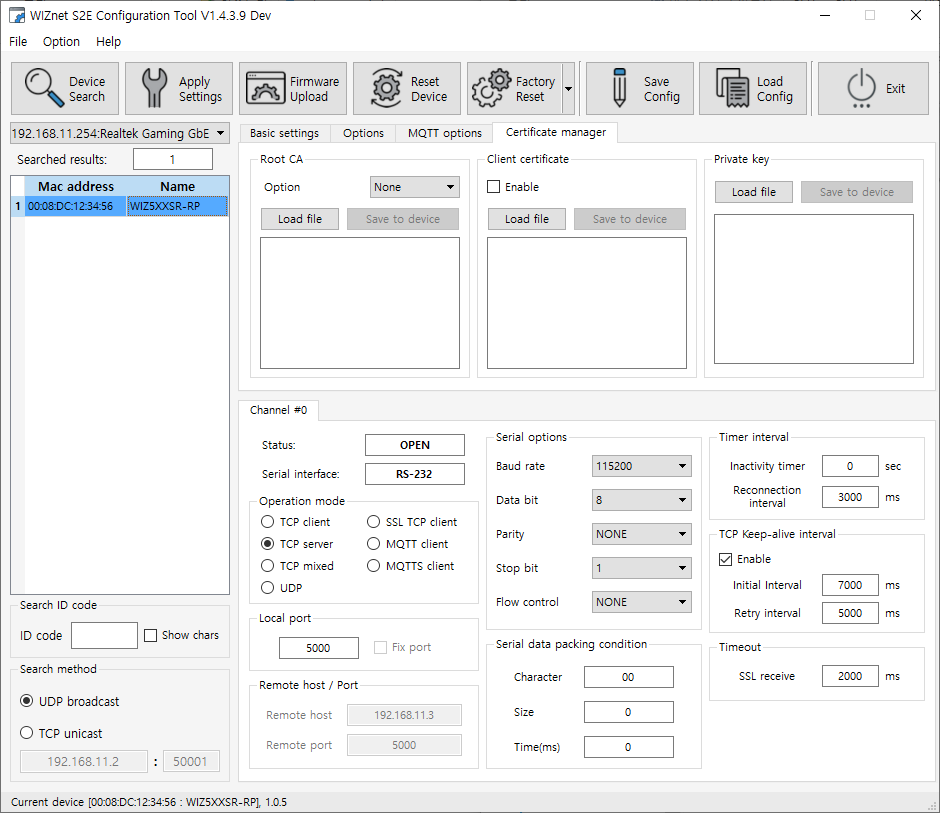 WIZnet S2E Configuration Tool V1.4.3.9 Dev
File Option Help
Device Search
Apply Settings
Firmware Upload
Reset Device
Factory Reset
Save Config
Load Config
Exit
192.168.11.254:Realtek Gaming GbE
Searched results: 1
Mac address Name
1 00:08:DC:12:34:56 WIZ5XXSR-RP
Search ID code
ID code Show chars
Search method
UDP broadcast
TCP unicast
192.168.11.2 : 50001
Basic settings Options MQTT options Certificate manager
Root CA
Option None
Load file Save to device
Client certificate
Enable
Load file Save to device
Private key
Load file Save to device
Channel #0
Status: OPEN
Serial interface: RS-232
Operation mode
TCP client SSL TCP client
TCP server MQTT client
TCP mixed MQTTS client
UDP
Local port
5000 Fix port
Remote host / Port
Remote host 192.168.11.3
Remote port 5000
Serial options
Baud rate 115200
Data bit 8
Parity NONE
Stop bit 1
Flow control NONE
Serial data packing condition
Character 00
Size 0
Time(ms) 0
Timer interval
Inactivity timer 0 sec
Reconnection interval 3000 ms
TCP Keep-alive interval
Enable
Initial Interval 7000 ms
Retry interval 5000 ms
Timeout
SSL receive 2000 ms
Current device [00:08:DC:12:34:56 : WIZ5XXSR-RP], 1.0.5